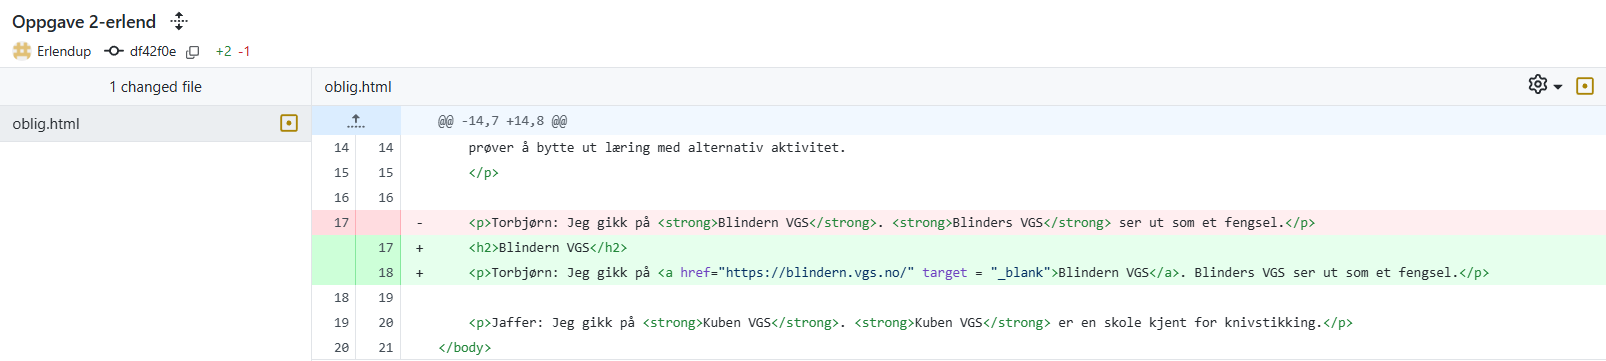 Oppgave 2-erlend
Erlendup df42f0e +2 -1
1 changed file
oblig.html
oblig.html
@@ -14,7 +14,8 @@
14 14 prøver å bytte ut læring med alternativ aktivitet.
15 15 </p>
16 16
17 - <p>Torbjørn: Jeg gikk på <strong>Blindern VGS</strong>. <strong>Blinders VGS</strong> ser ut som et fengsel.</p>
17 + <h2>Blindern VGS</h2>
18 + <p>Torbjørn: Jeg gikk på <a href="https://blindern.vgs.no/" target = "_blank">Blindern VGS</a>. Blinders VGS ser ut som et fengsel.</p>
18 19
19 20 <p>Jaffer: Jeg gikk på <strong>Kuben VGS</strong>. <strong>Kuben VGS</strong> er en skole kjent for knivstikking.</p>
20 21 </body>